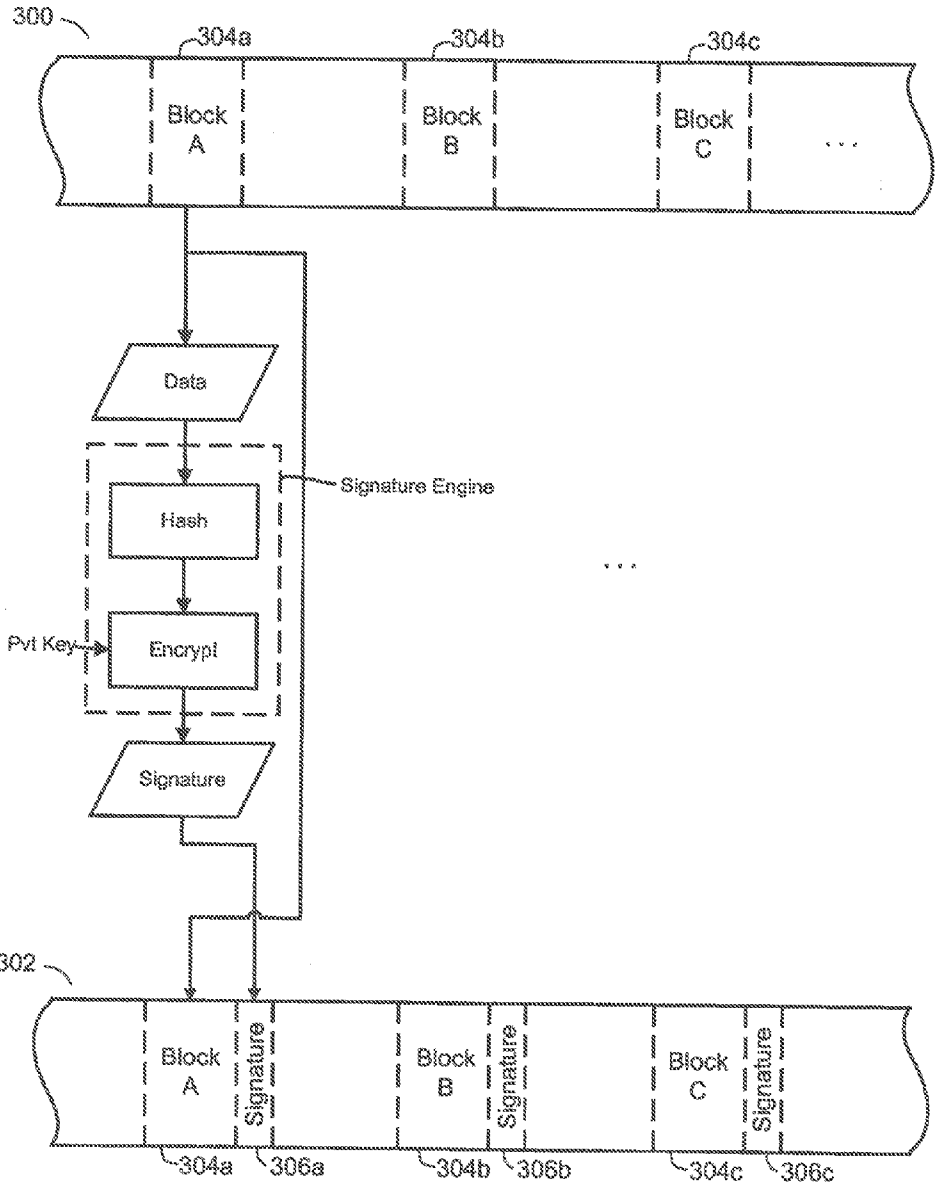 300
304a
304b
304c
Block
A
Block
B
Block
C
...
Data
Signature Engine
Hash
...
Pvt Key
Encrypt
Signature
302
Block
A
Signature
Block
B
Signature
Block
C
Signature
304a
306a
304b
306b
304c
306c